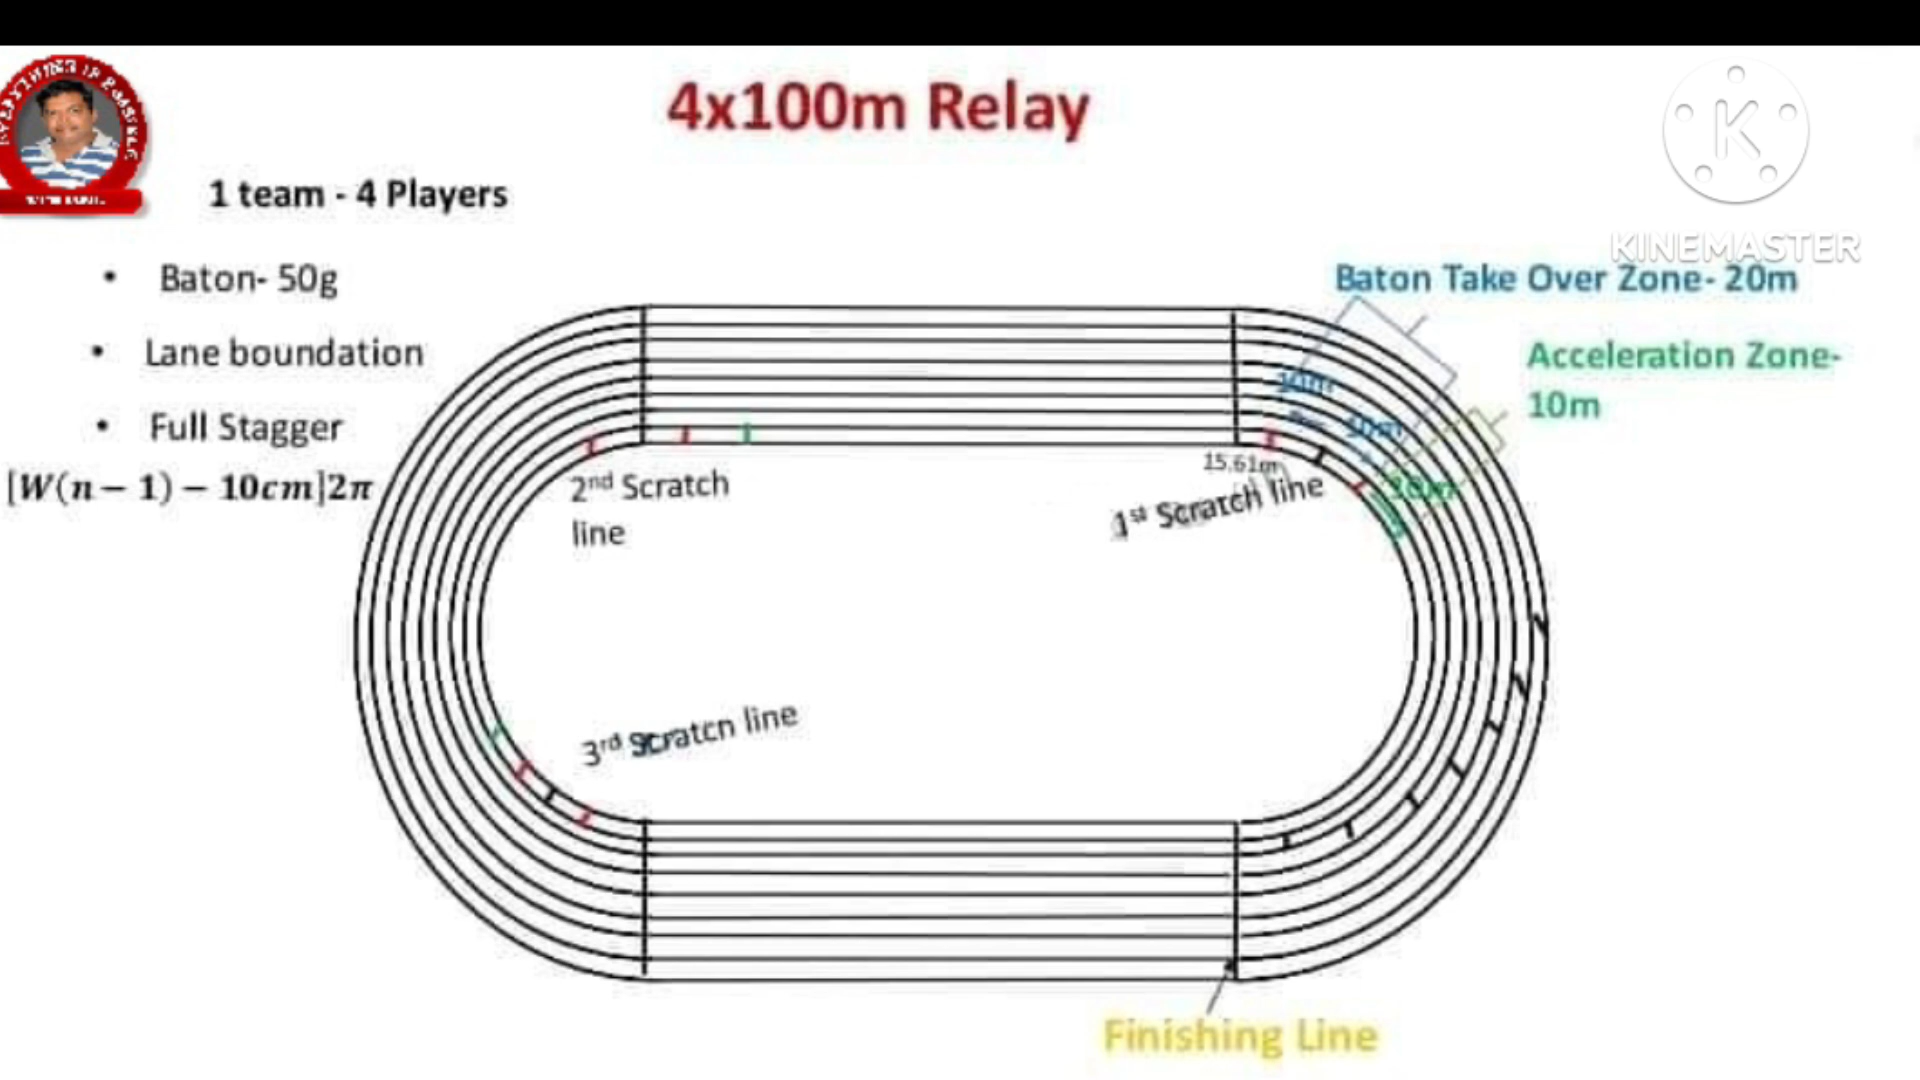 4x100m Relay
1 team - 4 Players
KINEMASTER
• Baton- 50g
Baton Take Over Zone- 20m
• Lane boundation
Acceleration Zone-
10m
• Full Stagger
[W(n − 1) − 10cm]2π
10m
10m
10m
15.61m
1st Scratch line
2nd Scratch
line
3rd Scratch line
Finishing Line